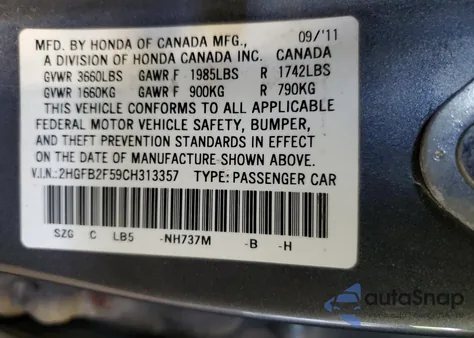 MFD. BY HONDA OF CANADA MFG., 09/'11
A DIVISION OF HONDA CANADA INC. CANADA
GVWR 3660LBS GAWR F 1985LBS R 1742LBS
GVWR 1660KG GAWR F 900KG R 790KG
THIS VEHICLE CONFORMS TO ALL APPLICABLE
FEDERAL MOTOR VEHICLE SAFETY, BUMPER,
AND THEFT PREVENTION STANDARDS IN EFFECT
ON THE DATE OF MANUFACTURE SHOWN ABOVE.
V.I.N.:2HGFB2F59CH313357 TYPE: PASSENGER CAR
SZG C LB5 -NH737M -B -H
autoSnap